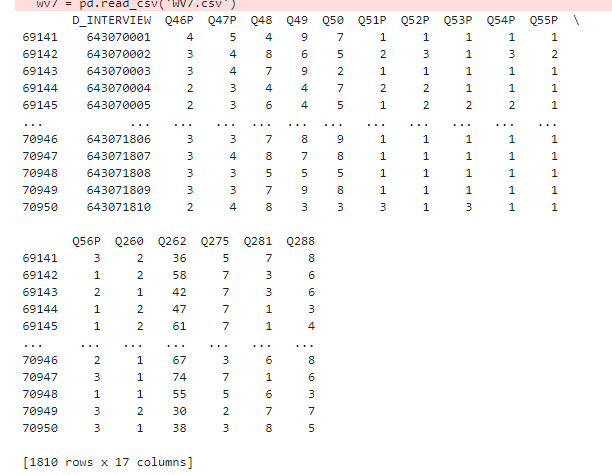 wv7 = pd.read_csv('WV7.csv')
D_INTERVIEW Q46P Q47P Q48 Q49 Q50 Q51P Q52P Q53P Q54P Q55P \
69141 643070001 4 5 4 9 7 1 1 1 1 1
69142 643070002 3 4 8 6 5 2 3 1 3 2
69143 643070003 3 4 7 9 2 1 1 1 1 1
69144 643070004 2 3 4 4 7 2 2 1 1 1
69145 643070005 2 3 6 4 5 1 2 2 2 1
... ... ... ... ... ... ... ... ... ... ... ...
70946 643071806 3 3 7 8 9 1 1 1 1 1
70947 643071807 3 4 8 7 8 1 1 1 1 1
70948 643071808 3 3 5 5 5 1 1 1 1 1
70949 643071809 3 3 7 9 8 1 1 1 1 1
70950 643071810 2 4 8 3 3 3 1 3 1 1
Q56P Q260 Q262 Q275 Q281 Q288
69141 3 2 36 5 7 8
69142 1 2 58 7 3 6
69143 2 1 42 7 3 6
69144 1 2 47 7 1 3
69145 1 2 61 7 1 4
... ... ... ... ... ... ...
70946 2 1 67 3 6 8
70947 3 1 74 7 1 6
70948 1 1 55 5 6 3
70949 3 2 30 2 7 7
70950 3 1 38 3 8 5
[1810 rows x 17 columns]